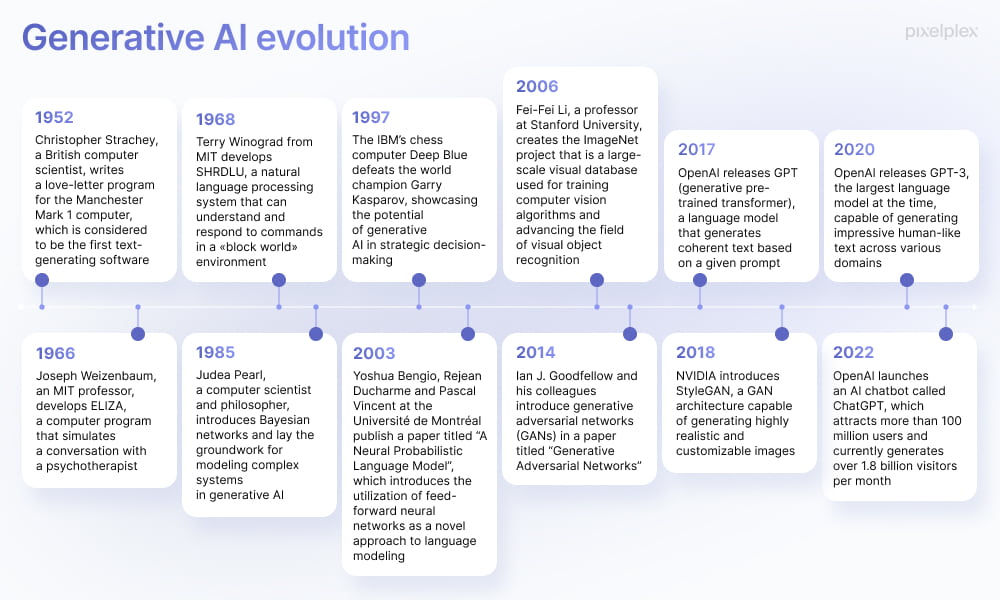 Generative AI evolution
pixelplex
1952
Christopher Strachey,
a British computer
scientist, writes
a love-letter program
for the Manchester
Mark 1 computer,
which is considered
to be the first text-
generating software
1968
Terry Winograd from
MIT develops
SHRDLU, a natural
language processing
system that can
understand and
respond to commands
in a «block world»
environment
1997
The IBM’s chess
computer Deep Blue
defeats the world
champion Garry
Kasparov, showcasing
the potential
of generative
AI in strategic decision-
making
2006
Fei-Fei Li, a professor
at Stanford University,
creates the ImageNet
project that is a large-
scale visual database
used for training
computer vision
algorithms and
advancing the field
of visual object
recognition
2017
OpenAI releases GPT
(generative pre-
trained transformer),
a language model
that generates
coherent text based
on a given prompt
2020
OpenAI releases GPT-3,
the largest language
model at the time,
capable of generating
impressive human-like
text across various
domains
1966
Joseph Weizenbaum,
an MIT professor,
develops ELIZA,
a computer program
that simulates
a conversation with
a psychotherapist
1985
Judea Pearl,
a computer scientist
and philosopher,
introduces Bayesian
networks and lay the
groundwork for
modeling complex
systems
in generative AI
2003
Yoshua Bengio, Rejean
Ducharme and Pascal
Vincent at the
Université de Montréal
publish a paper titled “A
Neural Probabilistic
Language Model”,
which introduces the
utilization of feed-
forward neural
networks as a novel
approach to language
modeling
2014
Ian J. Goodfellow and
his colleagues
introduce generative
adversarial networks
(GANs) in a paper
titled “Generative
Adversarial Networks”
2018
NVIDIA introduces
StyleGAN, a GAN
architecture capable
of generating highly
realistic and
customizable images
2022
OpenAI launches
an AI chatbot called
ChatGPT, which
attracts more than 100
million users and
currently generates
over 1.8 billion visitors
per month